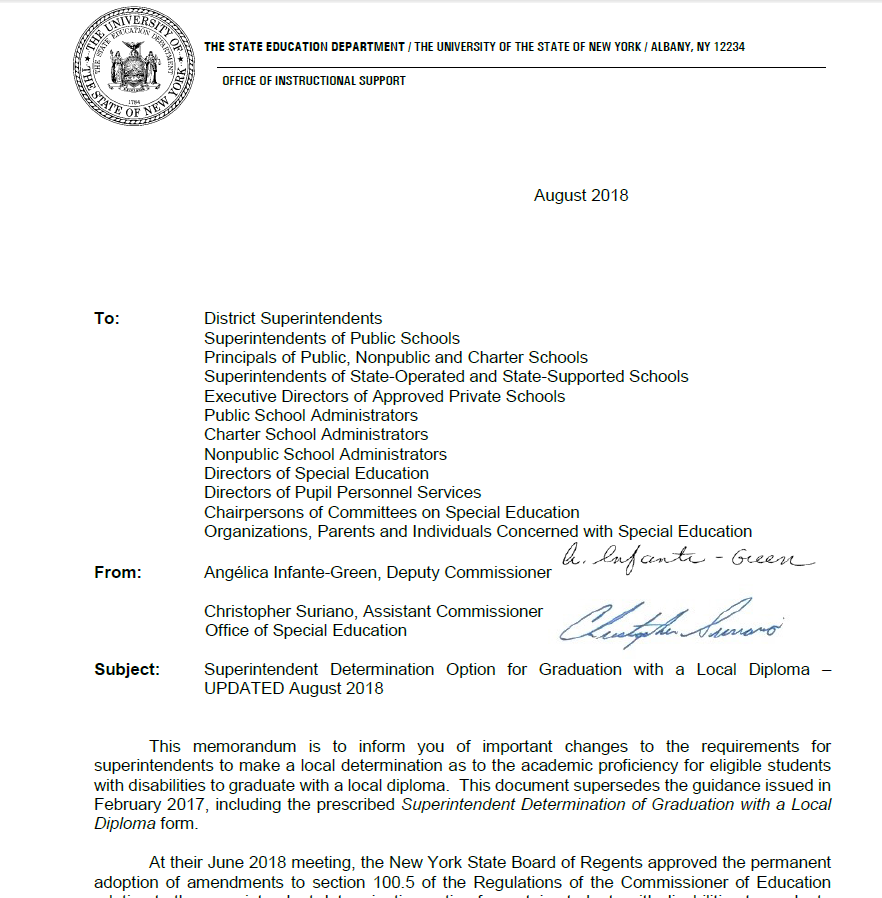 THE UNIVERSITY OF THE STATE OF NEW YORK
THE STATE EDUCATION DEPARTMENT
1784
THE STATE EDUCATION DEPARTMENT / THE UNIVERSITY OF THE STATE OF NEW YORK / ALBANY, NY 12234
OFFICE OF INSTRUCTIONAL SUPPORT
August 2018
To: District Superintendents
Superintendents of Public Schools
Principals of Public, Nonpublic and Charter Schools
Superintendents of State-Operated and State-Supported Schools
Executive Directors of Approved Private Schools
Public School Administrators
Charter School Administrators
Nonpublic School Administrators
Directors of Special Education
Directors of Pupil Personnel Services
Chairpersons of Committees on Special Education
Organizations, Parents and Individuals Concerned with Special Education
A. Infante - Green
From: Angélica Infante-Green, Deputy Commissioner
Christopher Suriano, Assistant Commissioner
Office of Special Education
Christopher Suriano
Subject: Superintendent Determination Option for Graduation with a Local Diploma –
UPDATED August 2018
This memorandum is to inform you of important changes to the requirements for
superintendents to make a local determination as to the academic proficiency for eligible students
with disabilities to graduate with a local diploma. This document supersedes the guidance issued in
February 2017, including the prescribed Superintendent Determination of Graduation with a Local
Diploma form.
At their June 2018 meeting, the New York State Board of Regents approved the permanent
adoption of amendments to section 100.5 of the Regulations of the Commissioner of Education